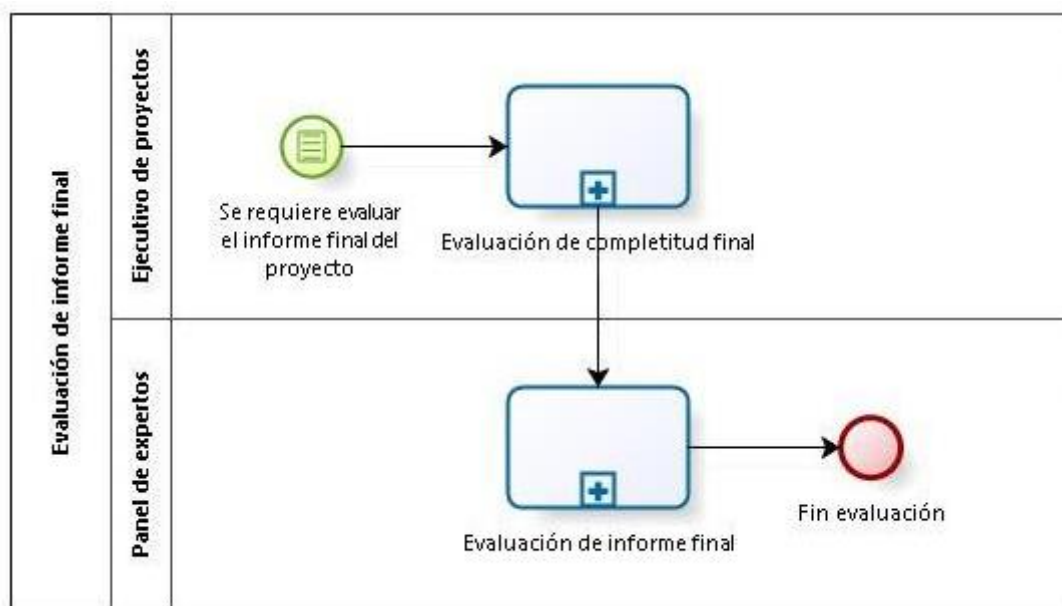 Evaluación de informe final
Ejecutivo de proyectos
Se requiere evaluar
el informe final del
proyecto
Evaluación de completitud final
Panel de expertos
Evaluación de informe final
Fin evaluación